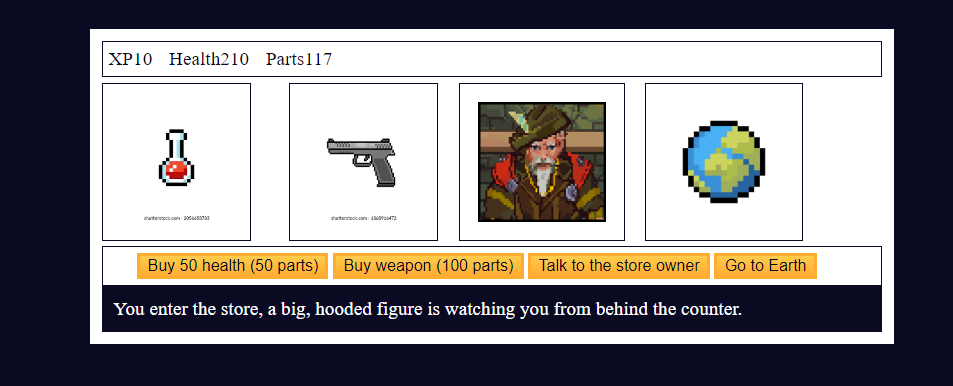 XP10 Health210 Parts117
shutterstock.com · 2056658783
shutterstock.com · 1068916472
Buy 50 health (50 parts) Buy weapon (100 parts) Talk to the store owner Go to Earth
You enter the store, a big, hooded figure is watching you from behind the counter.